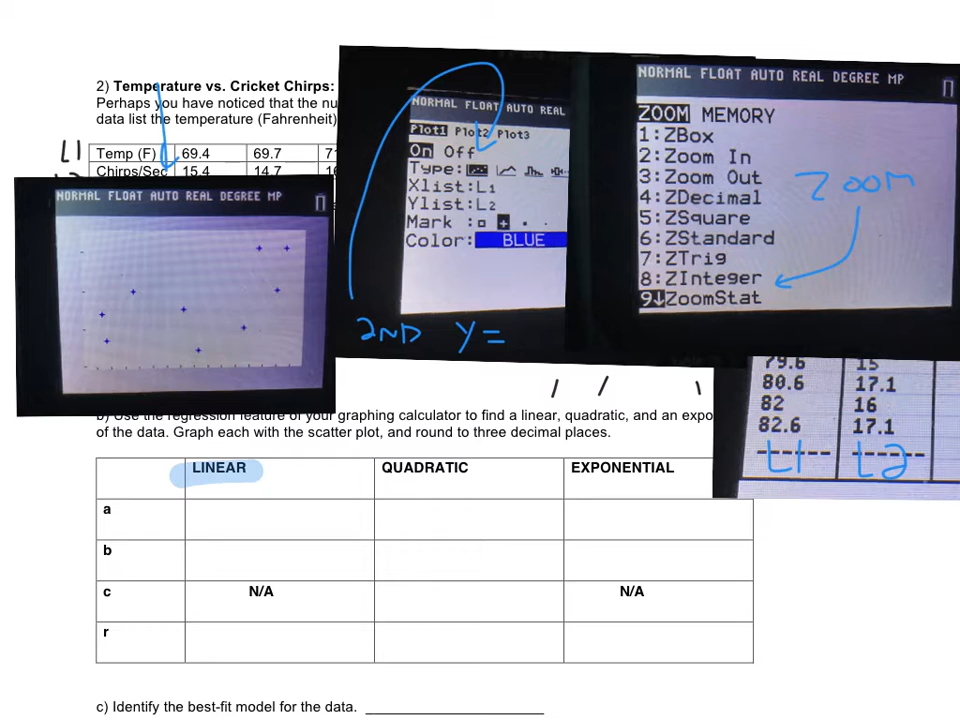 2) Temperature vs. Cricket Chirps:
Perhaps you have noticed that the nu
data list the temperature (Fahrenheit)
L1
Temp (F) 69.4 69.7 7
Chirps/Sec 15.4 14.7 1
NORMAL FLOAT AUTO REAL DEGREE MP
NORMAL FLOAT AUTO REAL
Plot1 Plot2 Plot3
On Off
Type:
Xlist:L1
Ylist:L2
Mark :
Color: BLUE
2ND Y=
NORMAL FLOAT AUTO REAL DEGREE MP
ZOOM MEMORY
1:ZBox
2:Zoom In
3:Zoom Out
4:ZDecimal
5:ZSquare
6:ZStandard
7:ZTrig
8:ZInteger
9↓ZoomStat
ZOOM
79.6 15
80.6 17.1
82 16
82.6 17.1
------ ------
L1 L2
b) Use the regression feature of your graphing calculator to find a linear, quadratic, and an expo
of the data. Graph each with the scatter plot, and round to three decimal places.
LINEAR QUADRATIC EXPONENTIAL
a
b
c N/A N/A
r
c) Identify the best-fit model for the data. ____________________